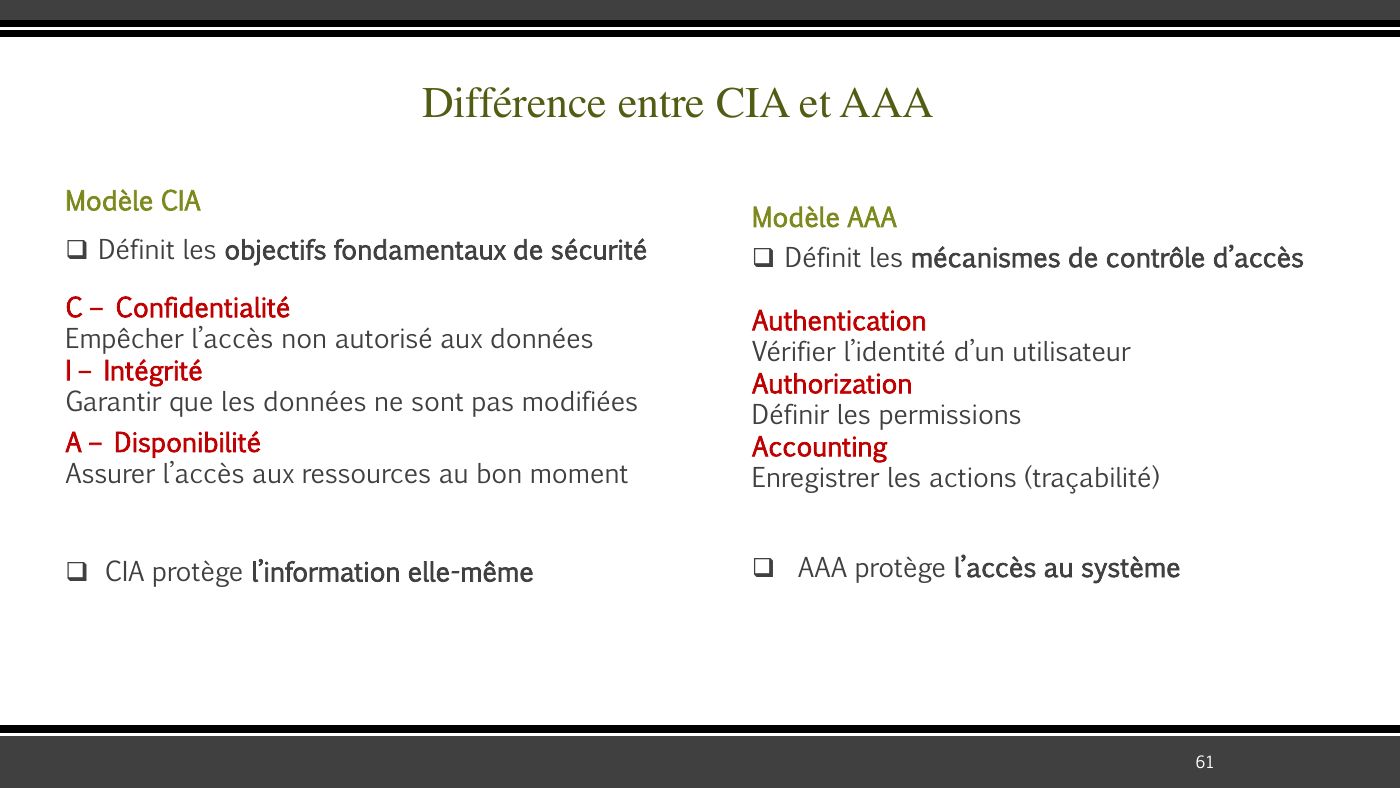 Différence entre CIA et AAA
Modèle CIA
❑ Définit les objectifs fondamentaux de sécurité
C – Confidentialité
Empêcher l’accès non autorisé aux données
I – Intégrité
Garantir que les données ne sont pas modifiées
A – Disponibilité
Assurer l’accès aux ressources au bon moment
❑ CIA protège l’information elle-même
Modèle AAA
❑ Définit les mécanismes de contrôle d’accès
Authentication
Vérifier l’identité d’un utilisateur
Authorization
Définir les permissions
Accounting
Enregistrer les actions (traçabilité)
❑ AAA protège l’accès au système
61